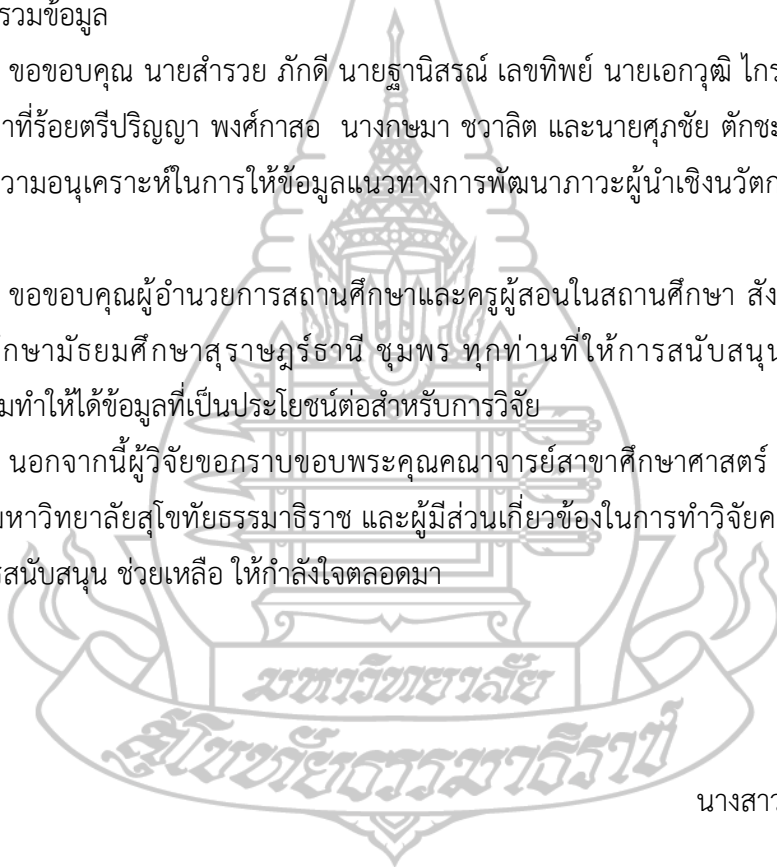 รวมข้อมูล
ขอขอบคุณ นายสำรวย ภักดี นายฐานิสรณ์ เลขทิพย์ นายเอกวุฒิ ไกร
าที่ร้อยตรีปริญญา พงศ์กาสอ นางกษมา ชวาลิต และนายศุภชัย ตักชะ
วามอนุเคราะห์ในการให้ข้อมูลแนวทางการพัฒนาภาวะผู้นำเชิงนวัตก
ขอขอบคุณผู้อำนวยการสถานศึกษาและครูผู้สอนในสถานศึกษา สัง
ึกษามัธยมศึกษาสุราษฎร์ธานี ชุมพร ทุกท่านที่ให้การสนับสนุน
มทำให้ได้ข้อมูลที่เป็นประโยชน์ต่อสำหรับการวิจัย
นอกจากนี้ผู้วิจัยขอกราบขอบพระคุณคณาจารย์สาขาศึกษาศาสตร์
มหาวิทยาลัยสุโขทัยธรรมาธิราช และผู้มีส่วนเกี่ยวข้องในการทำวิจัยค
รสนับสนุน ช่วยเหลือ ให้กำลังใจตลอดมา
มหาวิทยาลัย
สุโขทัยธรรมาธิราช
นางสาว